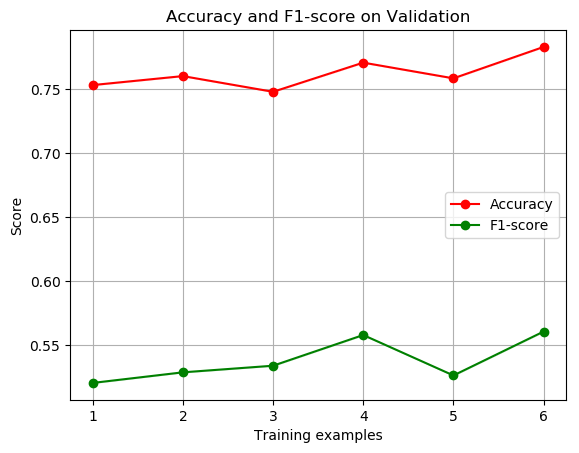 Accuracy and F1-score on Validation
Score
0.75
0.70
0.65
0.60
0.55
Accuracy
F1-score
1 2 3 4 5 6
Training examples